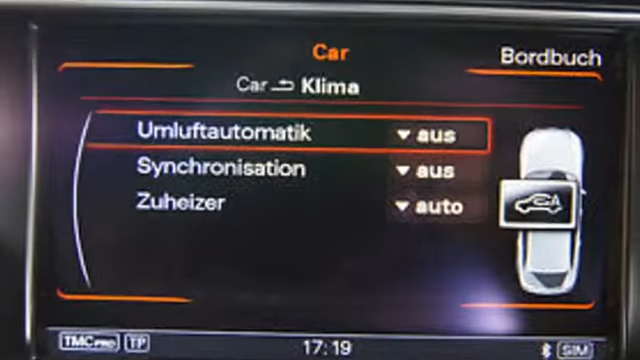 Car
Bordbuch
Car Klima
Umluftautomatik aus
Synchronisation aus
Zuheizer auto
A
TMC PRO TP 17:19 SIM